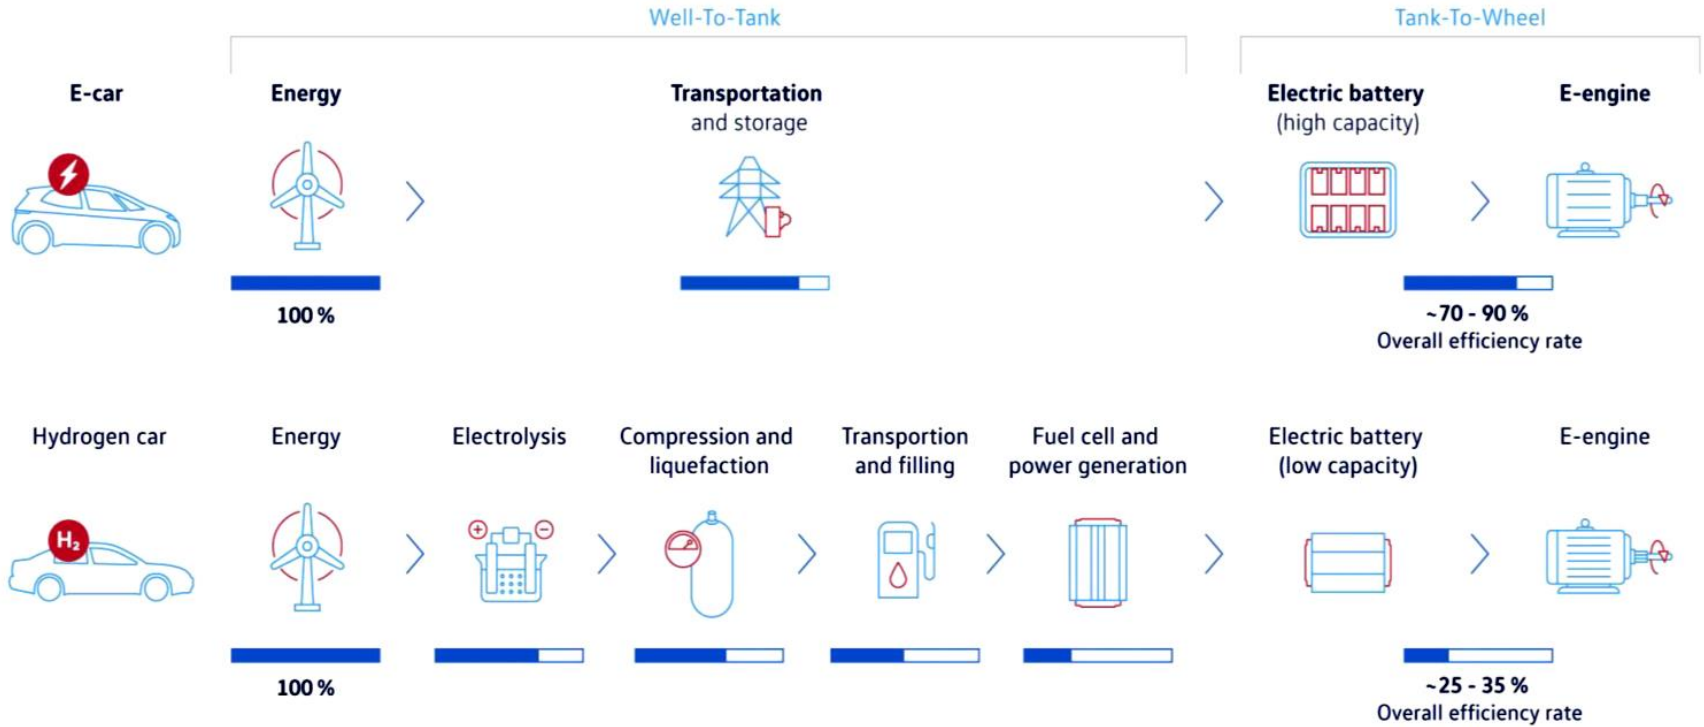 Well-To-Tank
Tank-To-Wheel
E-car
Energy
Transportation
and storage
Electric battery
(high capacity)
E-engine
100 %
~70 - 90 %
Overall efficiency rate
Hydrogen car
Energy
Electrolysis
Compression and
liquefaction
Transportion
and filling
Fuel cell and
power generation
Electric battery
(low capacity)
E-engine
H₂
100 %
~25 - 35 %
Overall efficiency rate